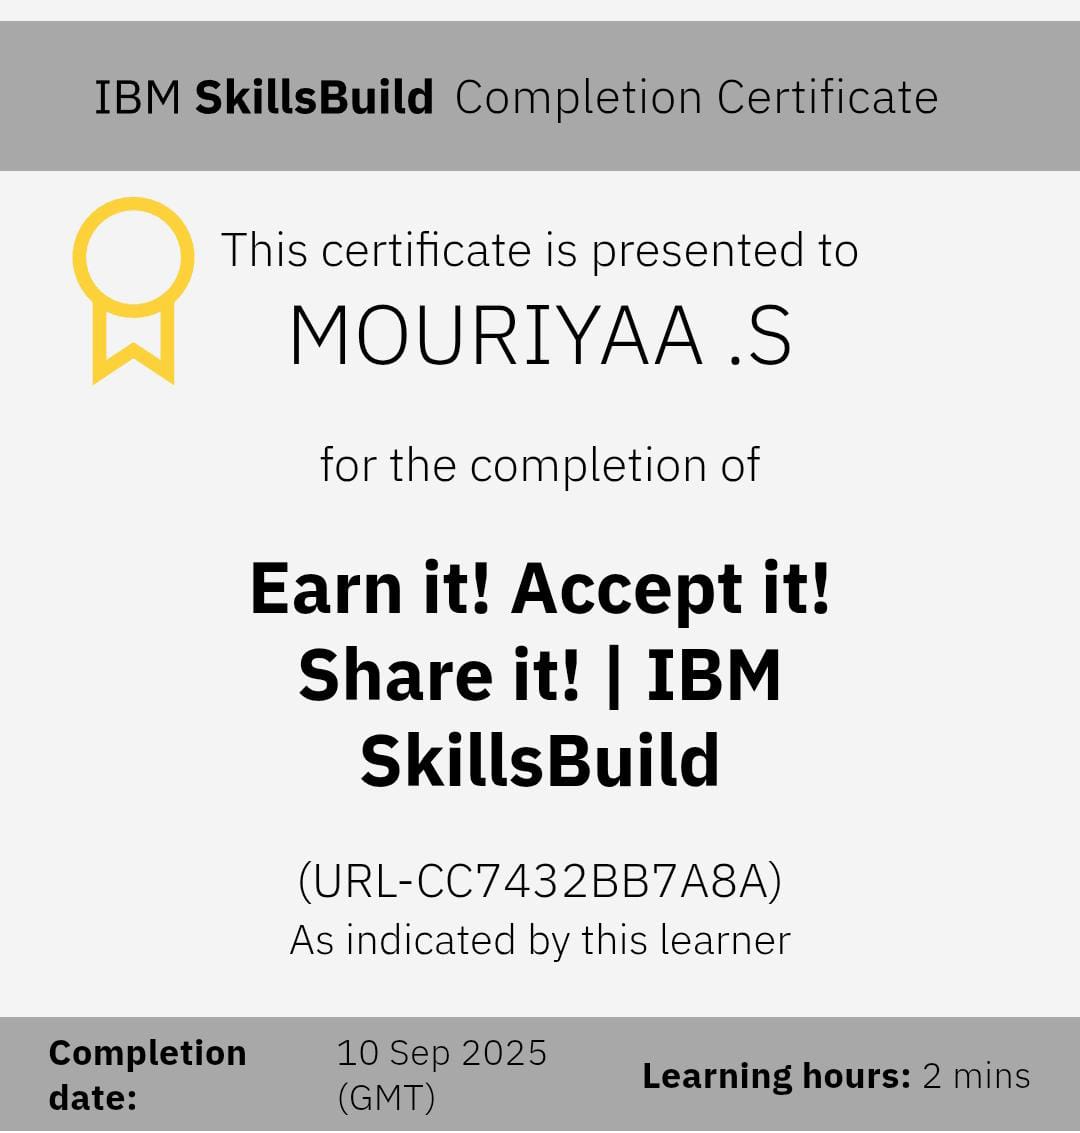 IBM SkillsBuild Completion Certificate
This certificate is presented to
MOURIYAA .S
for the completion of
Earn it! Accept it!
Share it! | IBM
SkillsBuild
(URL-CC7432BB7A8A)
As indicated by this learner
Completion date: 10 Sep 2025 (GMT)
Learning hours: 2 mins